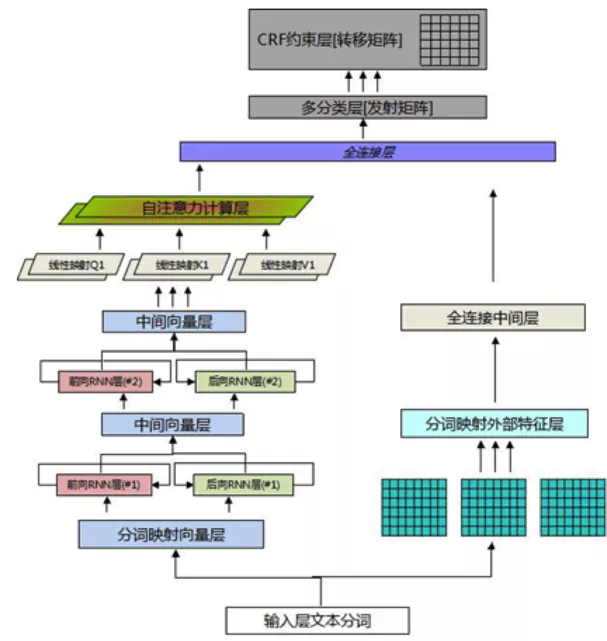 CRF约束层[转移矩阵]
多分类层[发射矩阵]
全连接层
自注意力计算层
线性映射Q1
线性映射K1
线性映射V1
中间向量层
全连接中间层
前向RNN层(#2)
后向RNN层(#2)
中间向量层
分词映射外部特征层
前向RNN层(#1)
后向RNN层(#1)
分词映射向量层
输入层文本分词